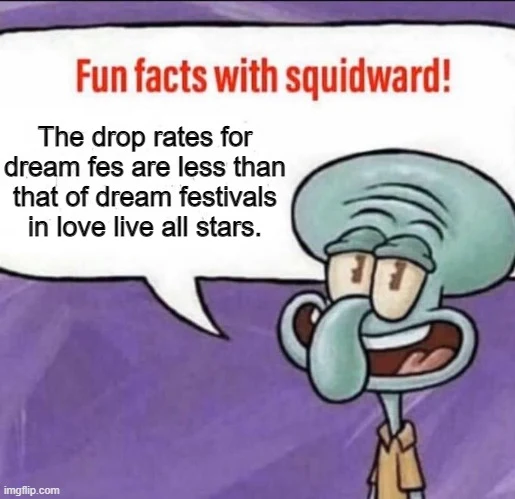 Fun facts with squidward!
The drop rates for
dream fes are less than
that of dream festivals
in love live all stars.
imgflip.com